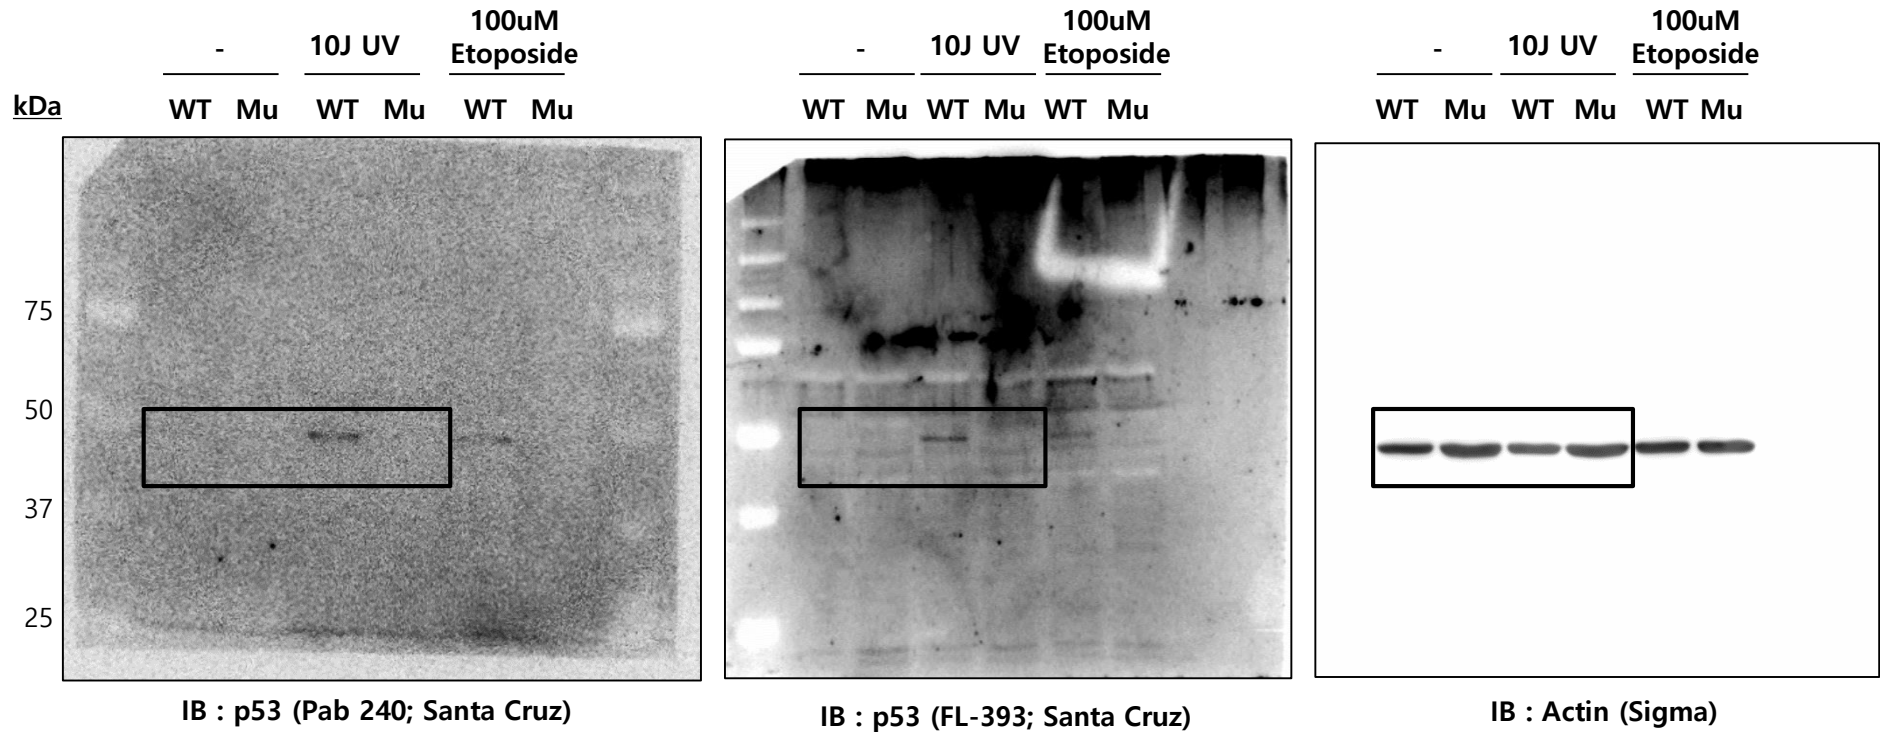 100uM
Etoposide
-
10J UV
WT Mu WT Mu WT Mu
100uM
Etoposide
-
10J UV
WT Mu WT Mu WT Mu
100uM
Etoposide
-
10J UV
WT Mu WT Mu WT Mu
kDa
75
50
37
25
IB : p53 (Pab 240; Santa Cruz)
IB : p53 (FL-393; Santa Cruz)
IB : Actin (Sigma)